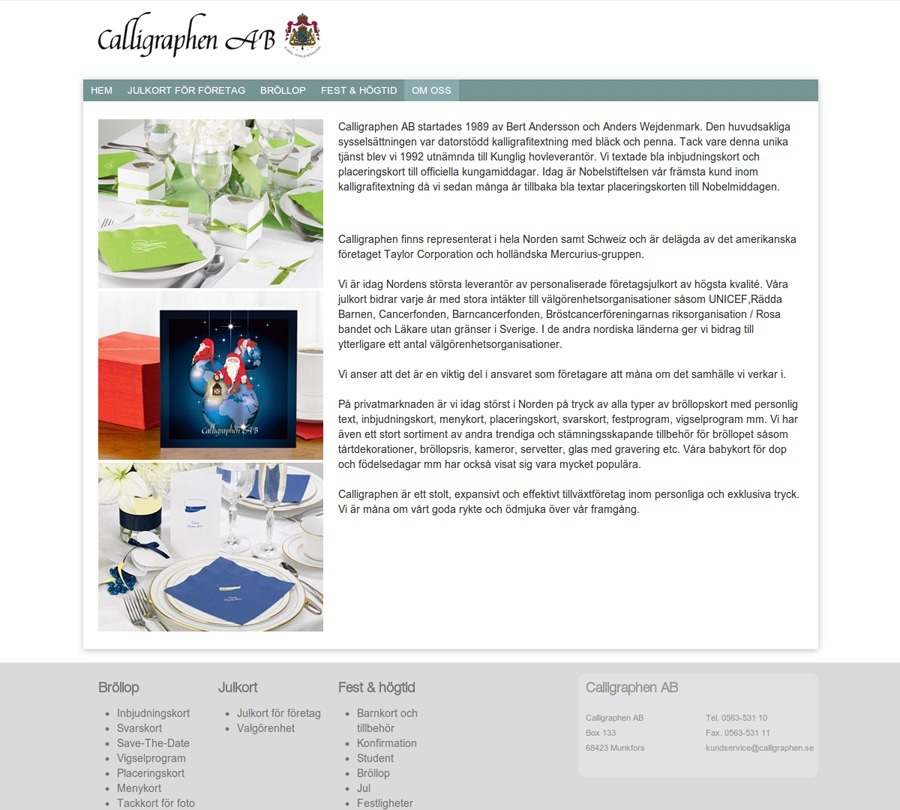 Calligraphen AB
HEM JULKORT FÖR FÖRETAG BRÖLLOP FEST & HÖGTID OM OSS
Calligraphen AB startades 1989 av Bert Andersson och Anders Wejdenmark. Den huvudsakliga
sysselsättningen var datorstödd kalligrafitextning med bläck och penna. Tack vare denna unika
tjänst blev vi 1992 utnämnda till Kunglig hovleverantör. Vi textade bla inbjudningskort och
placeringskort till officiella kungamiddagar. Idag är Nobelstiftelsen vår främsta kund inom
kalligrafitextning då vi sedan många år tillbaka bla textar placeringskorten till Nobelmiddagen.
Calligraphen finns representerat i hela Norden samt Schweiz och är delägda av det amerikanska
företaget Taylor Corporation och holländska Mercurius-gruppen.
Vi är idag Nordens största leverantör av personaliserade företagsjulkort av högsta kvalité. Våra
julkort bidrar varje år med stora intäkter till välgörenhetsorganisationer såsom UNICEF,Rädda
Barnen, Cancerfonden, Barncancerfonden, Bröstcancerföreningarnas riksorganisation / Rosa
bandet och Läkare utan gränser i Sverige. I de andra nordiska länderna ger vi bidrag till
ytterligare ett antal välgörenhetsorganisationer.
Vi anser att det är en viktig del i ansvaret som företagare att måna om det samhälle vi verkar i.
På privatmarknaden är vi idag störst i Norden på tryck av alla typer av bröllopskort med personlig
text, inbjudningskort, menykort, placeringskort, svarskort, festprogram, vigselprogram mm. Vi har
även ett stort sortiment av andra trendiga och stämningsskapande tillbehör för bröllopet såsom
tårtdekorationer, bröllopsris, kameror, servetter, glas med gravering etc. Våra babykort för dop
och födelsedagar mm har också visat sig vara mycket populära.
Calligraphen är ett stolt, expansivt och effektivt tillväxtföretag inom personliga och exklusiva tryck.
Vi är måna om vårt goda rykte och ödmjuka över vår framgång.
Calligraphen AB
Bröllop
Inbjudningskort
Svarskort
Save-The-Date
Vigselprogram
Placeringskort
Menykort
Tackkort för foto
Julkort
Julkort för företag
Valgörenhet
Fest & högtid
Barnkort och
tillbehör
Konfirmation
Student
Bröllop
Jul
Festligheter
Calligraphen AB
Calligraphen AB Tel. 0563-531 10
Box 133 Fax. 0563-531 11
68423 Munkfors kundservice@calligraphen.se